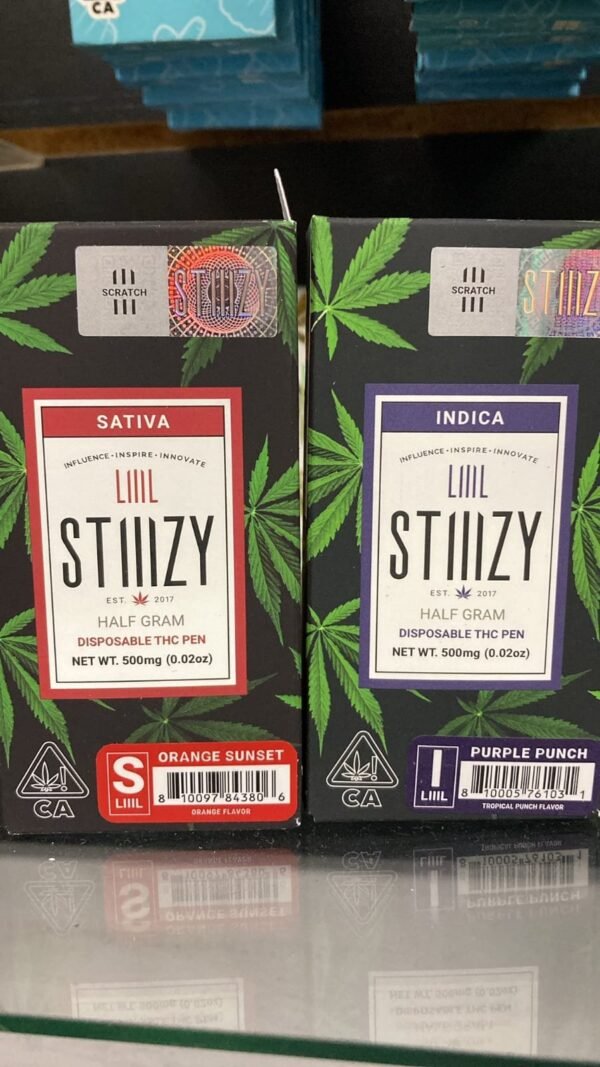 CA
SCRATCH
STIIIZY
SATIVA
INFLUENCE • INSPIRE • INNOVATE
LIIIL
STIIIZY
EST. 2017
HALF GRAM
DISPOSABLE THC PEN
NET WT. 500mg (0.02oz)
CA
S
LIIIL
ORANGE SUNSET
8 10097 84380 6
ORANGE FLAVOR
SCRATCH
STIIIZ
INDICA
INFLUENCE • INSPIRE • INNOVATE
LIIIL
STIIIZY
EST. 2017
HALF GRAM
DISPOSABLE THC PEN
NET WT. 500mg (0.02oz)
CA
I
LIIIL
PURPLE PUNCH
8 10005 76103 1
TROPICAL PUNCH FLAVOR